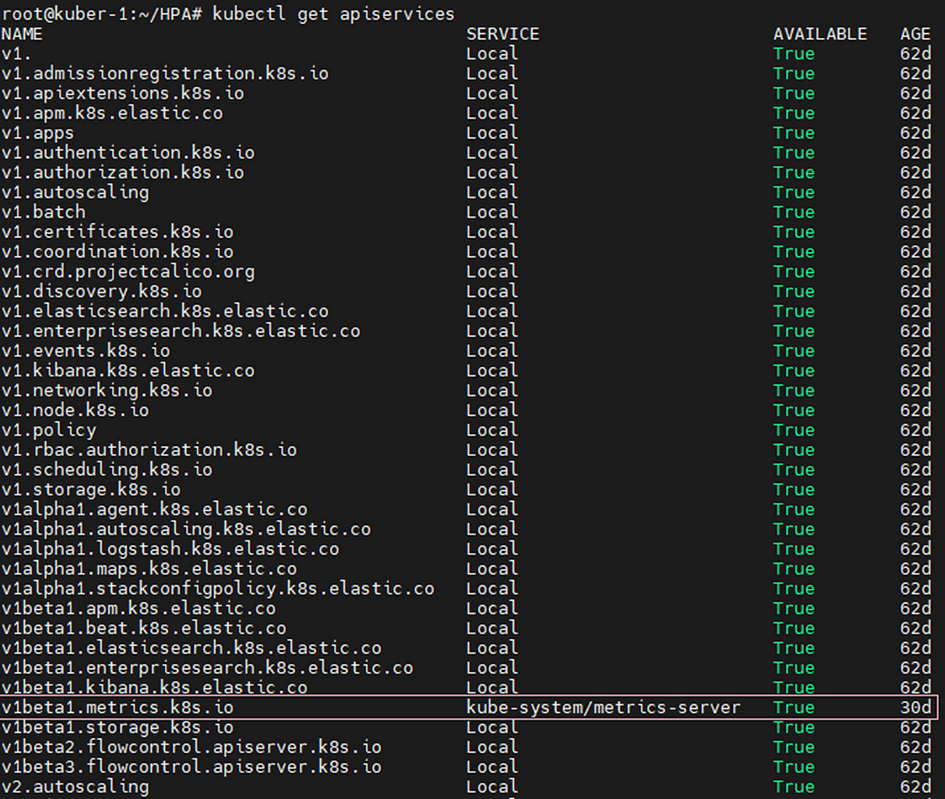 root@kuber-1:~/HPA# kubectl get apiservices
NAME SERVICE AVAILABLE AGE
v1. Local True 62d
v1.admissionregistration.k8s.io Local True 62d
v1.apiextensions.k8s.io Local True 62d
v1.apm.k8s.elastic.co Local True 62d
v1.apps Local True 62d
v1.authentication.k8s.io Local True 62d
v1.authorization.k8s.io Local True 62d
v1.autoscaling Local True 62d
v1.batch Local True 62d
v1.certificates.k8s.io Local True 62d
v1.coordination.k8s.io Local True 62d
v1.crd.projectcalico.org Local True 62d
v1.discovery.k8s.io Local True 62d
v1.elasticsearch.k8s.elastic.co Local True 62d
v1.enterprisesearch.k8s.elastic.co Local True 62d
v1.events.k8s.io Local True 62d
v1.kibana.k8s.elastic.co Local True 62d
v1.networking.k8s.io Local True 62d
v1.node.k8s.io Local True 62d
v1.policy Local True 62d
v1.rbac.authorization.k8s.io Local True 62d
v1.scheduling.k8s.io Local True 62d
v1.storage.k8s.io Local True 62d
v1alpha1.agent.k8s.elastic.co Local True 62d
v1alpha1.autoscaling.k8s.elastic.co Local True 62d
v1alpha1.logstash.k8s.elastic.co Local True 62d
v1alpha1.maps.k8s.elastic.co Local True 62d
v1alpha1.stackconfigpolicy.k8s.elastic.co Local True 62d
v1beta1.apm.k8s.elastic.co Local True 62d
v1beta1.beat.k8s.elastic.co Local True 62d
v1beta1.elasticsearch.k8s.elastic.co Local True 62d
v1beta1.enterprisesearch.k8s.elastic.co Local True 62d
v1beta1.kibana.k8s.elastic.co Local True 62d
v1beta1.metrics.k8s.io kube-system/metrics-server True 30d
v1beta1.storage.k8s.io Local True 62d
v1beta2.flowcontrol.apiserver.k8s.io Local True 62d
v1beta3.flowcontrol.apiserver.k8s.io Local True 62d
v2.autoscaling Local True 62d